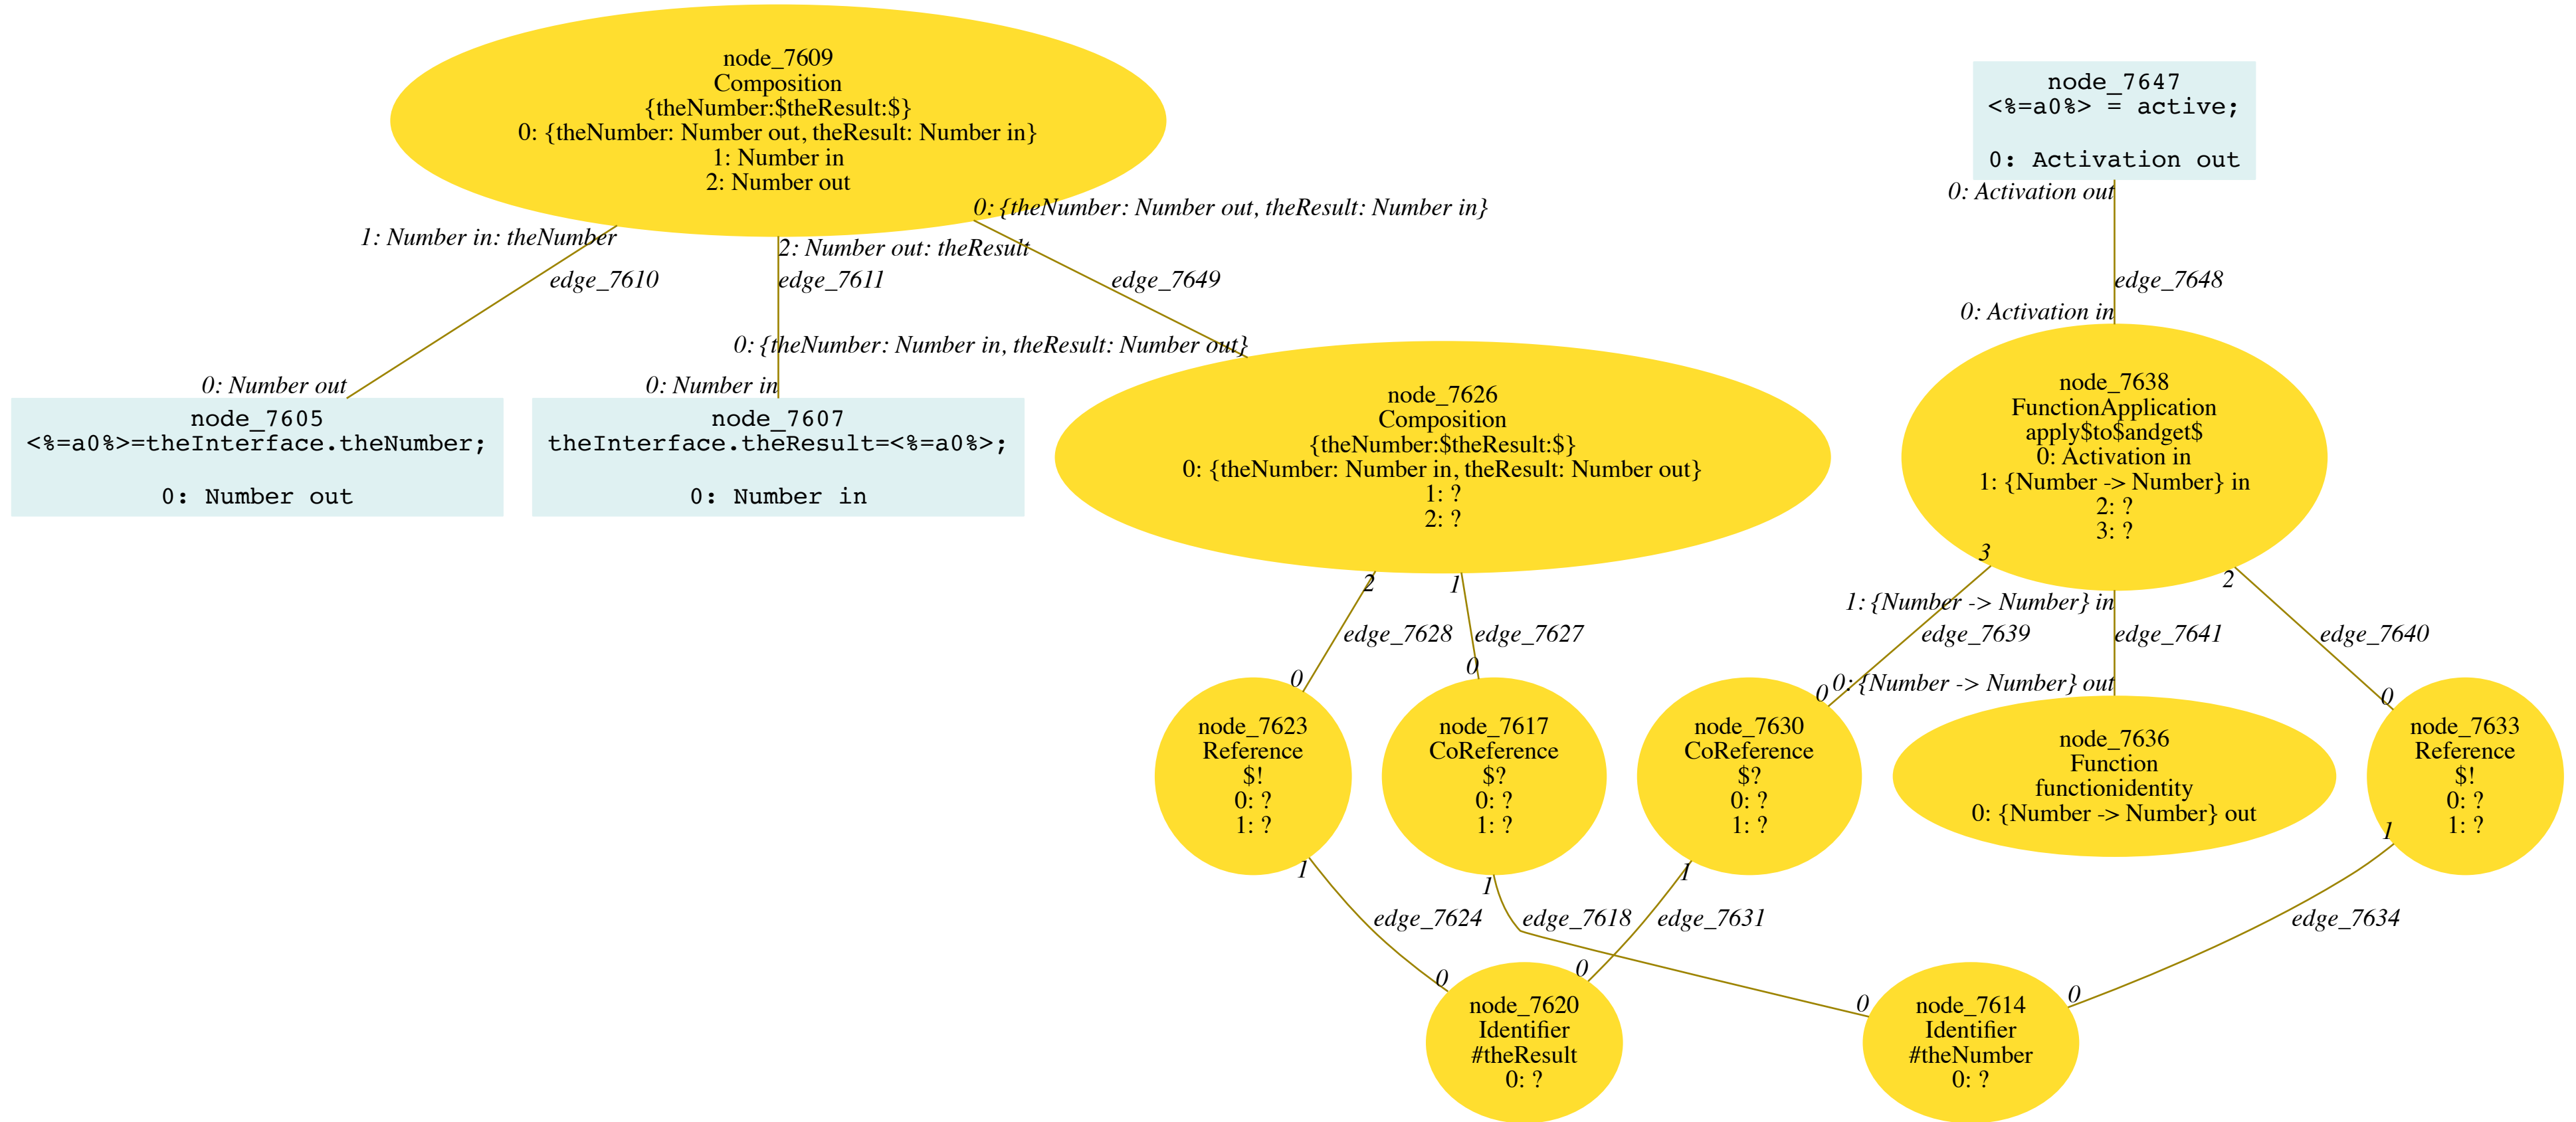 node_7609
Composition
{theNumber:$theResult:$}
0: {theNumber: Number out, theResult: Number in}
1: Number in
2: Number out
node_7647
<%=a0%> = active;
0: Activation out
0: Activation out
0: {theNumber: Number out, theResult: Number in}
1: Number in: theNumber
2: Number out: theResult
edge_7610
edge_7611
edge_7649
edge_7648
0: Activation in
0: {theNumber: Number in, theResult: Number out}
0: Number out
0: Number in
node_7605
<%=a0%>=theInterface.theNumber;
0: Number out
node_7607
theInterface.theResult=<%=a0%>;
0: Number in
node_7626
Composition
{theNumber:$theResult:$}
0: {theNumber: Number in, theResult: Number out}
1: ?
2: ?
node_7638
FunctionApplication
apply$to$andget$
0: Activation in
1: {Number -> Number} in
2: ?
3: ?
2
1
3
2
1: {Number -> Number} in
edge_7628
edge_7627
edge_7639
edge_7641
edge_7640
0
0
0
0: {Number -> Number} out
0
node_7623
Reference
$!
0: ?
1: ?
node_7617
CoReference
$?
0: ?
1: ?
node_7630
CoReference
$?
0: ?
1: ?
node_7636
Function
functionidentity
0: {Number -> Number} out
node_7633
Reference
$!
0: ?
1: ?
1
1
1
1
edge_7624
edge_7618
edge_7631
edge_7634
0
0
0
0
node_7620
Identifier
#theResult
0: ?
node_7614
Identifier
#theNumber
0: ?